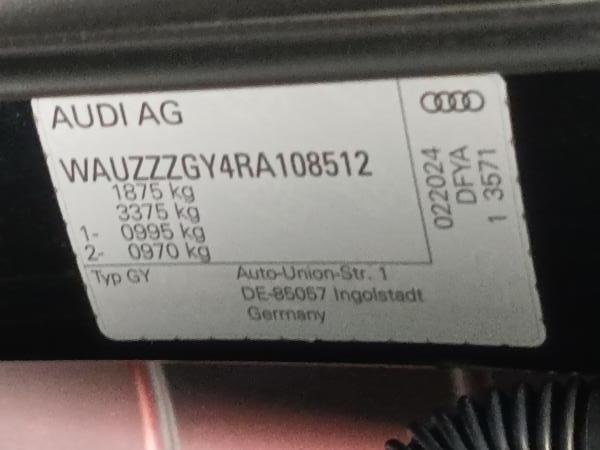 AUDI AG
WAUZZZGY4RA108512
1875 kg
3375 kg
1- 0995 kg
2- 0970 kg
Typ GY
Auto-Union-Str. 1
DE-85057 Ingolstadt
Germany
022024
DFYA
1 3571